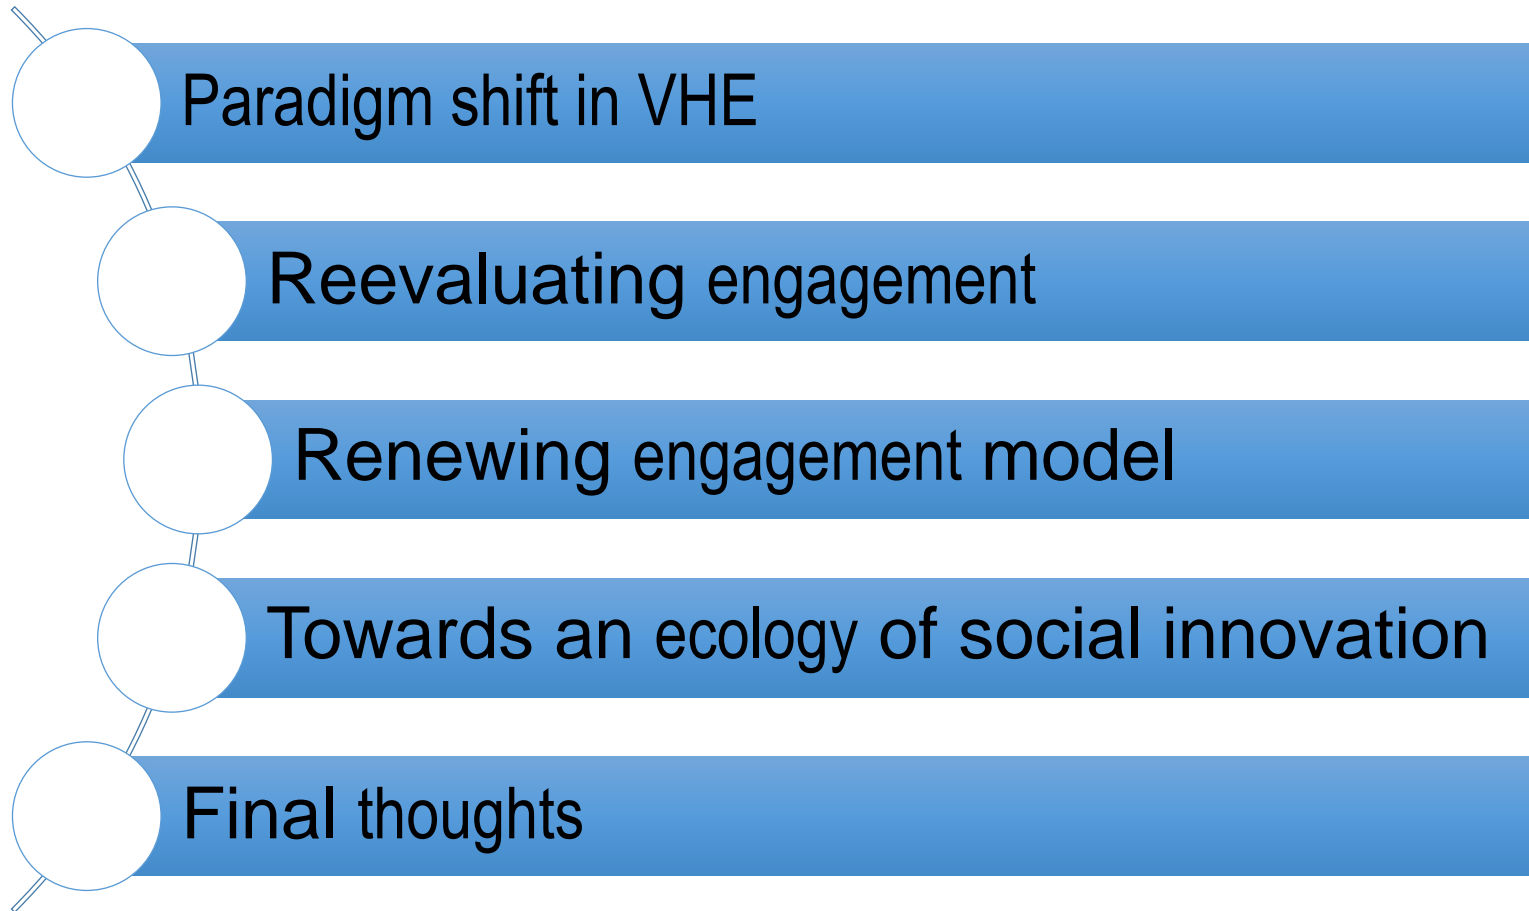 Paradigm shift in VHE
Reevaluating engagement
Renewing engagement model
Towards an ecology of social innovation
Final thoughts